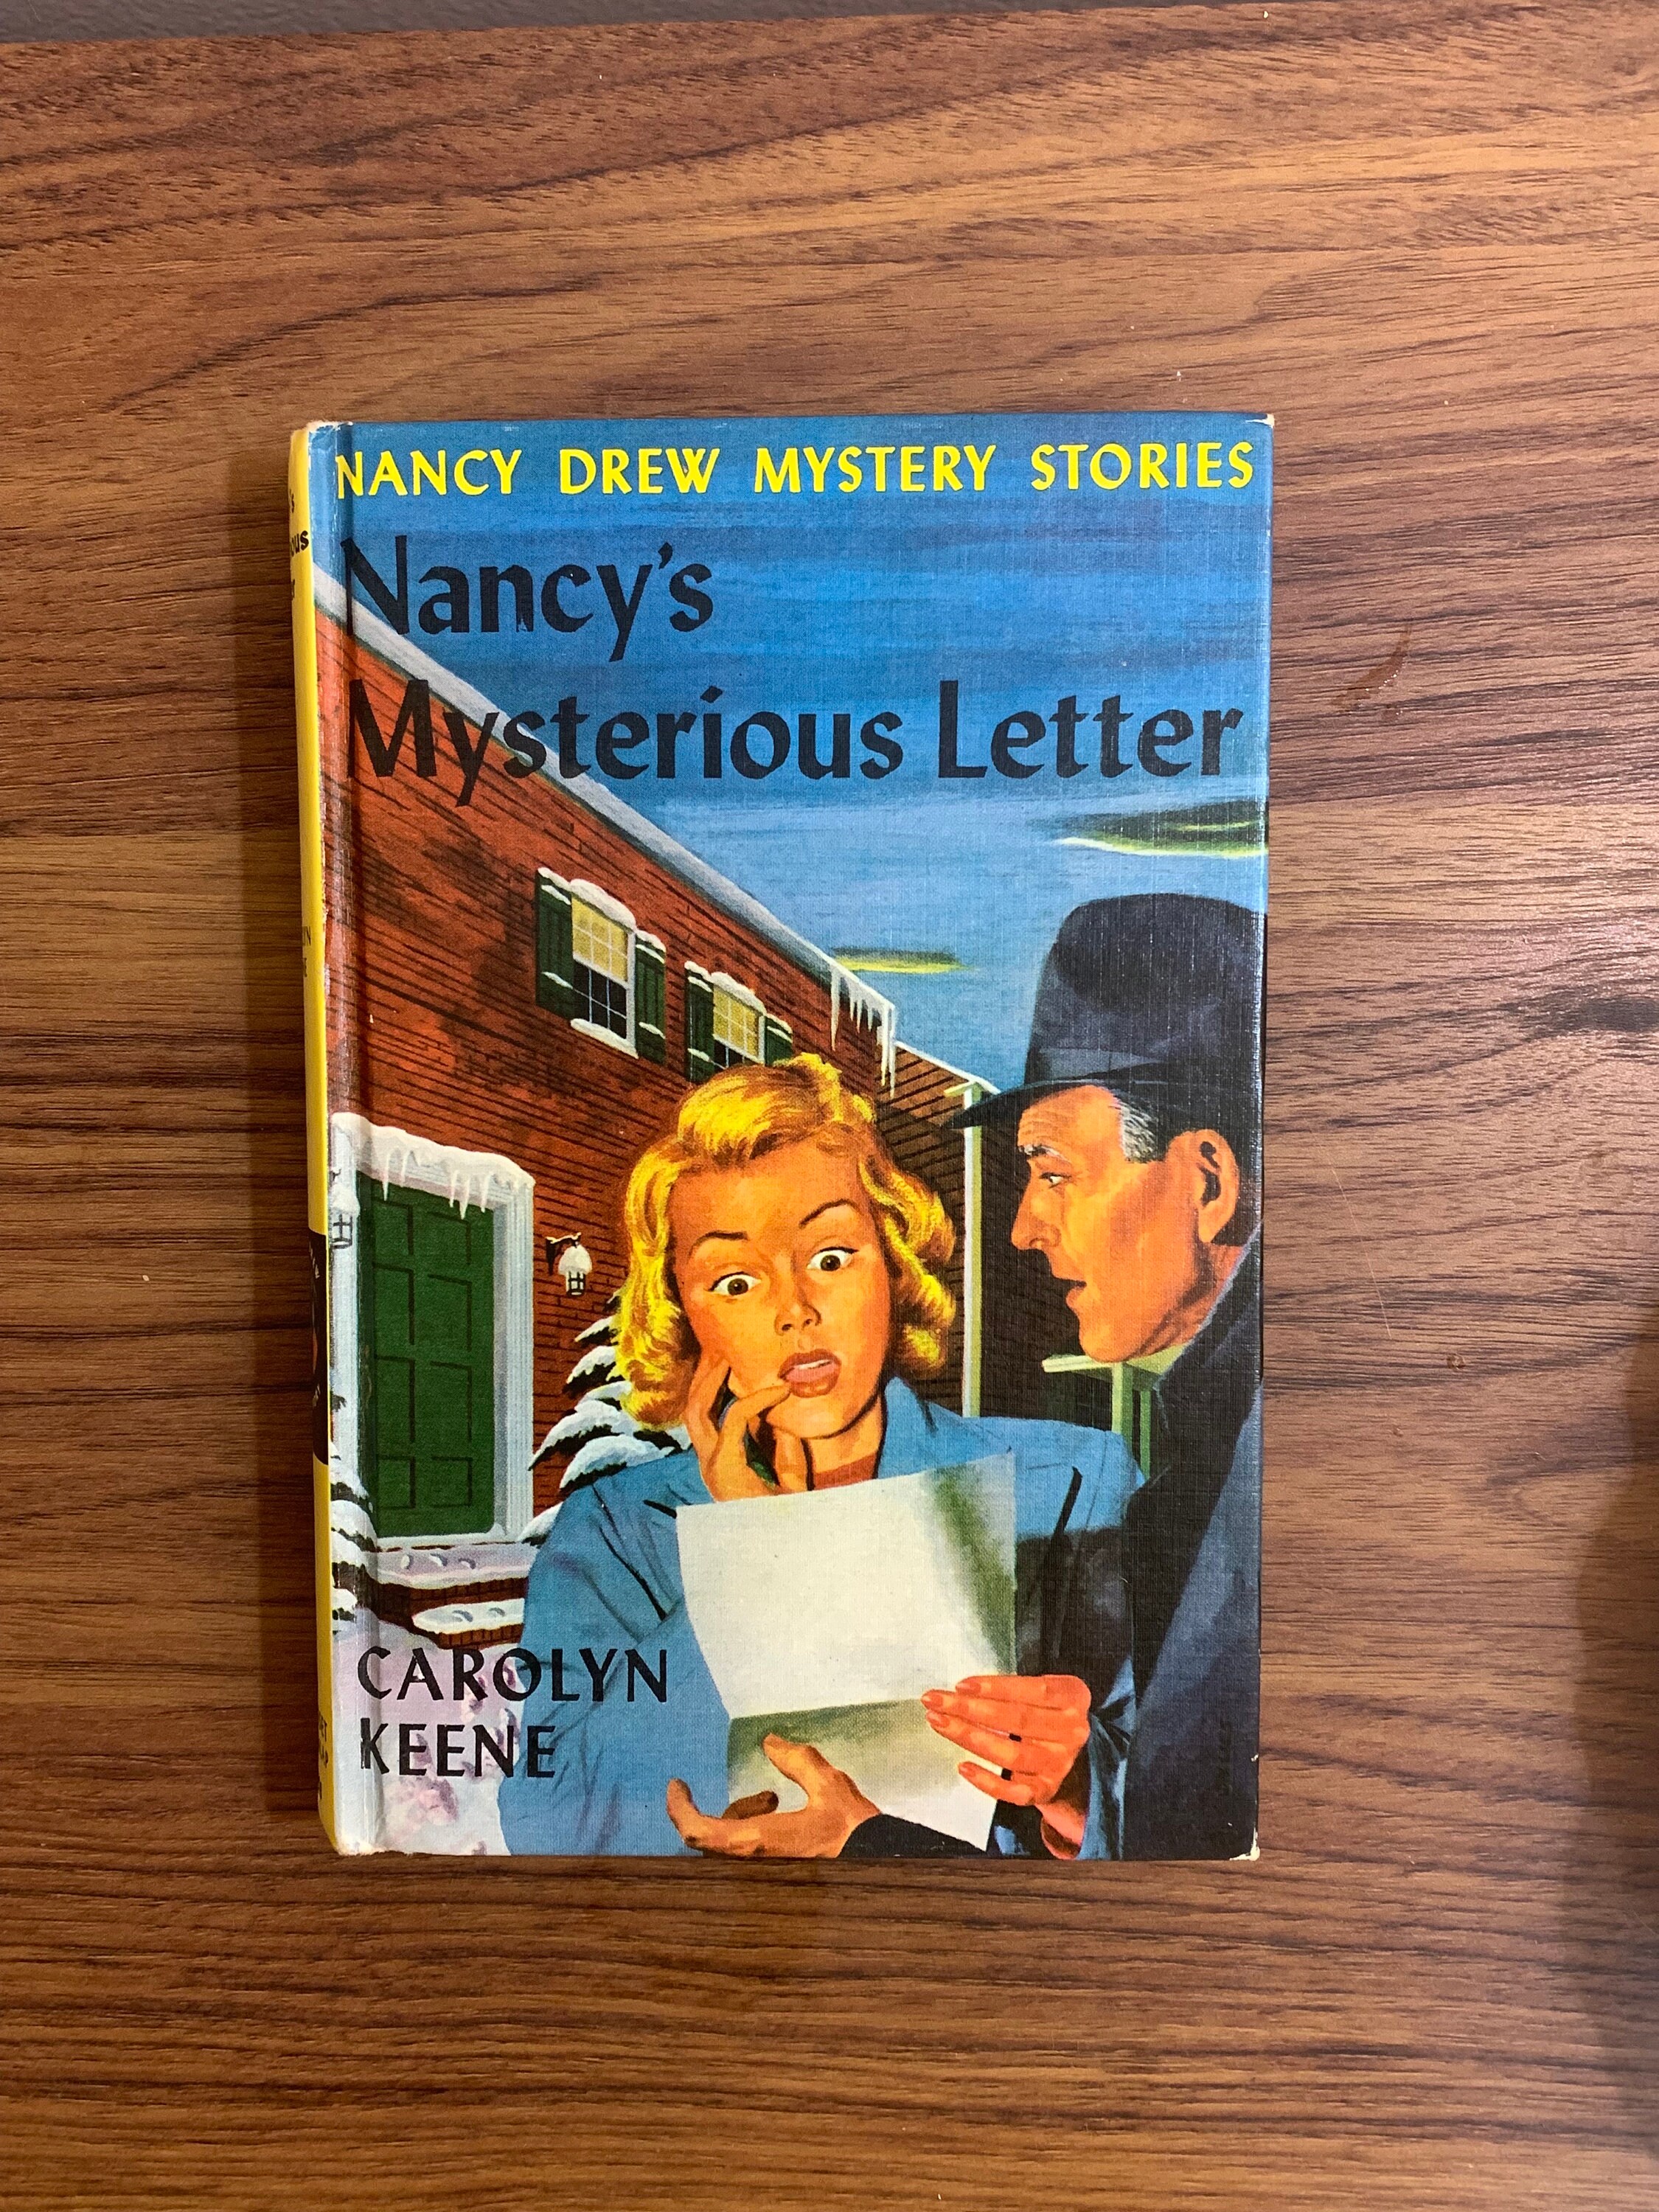 NANCY DREW MYSTERY STORIES
Nancy's
Mysterious Letter
CAROLYN
KEENE